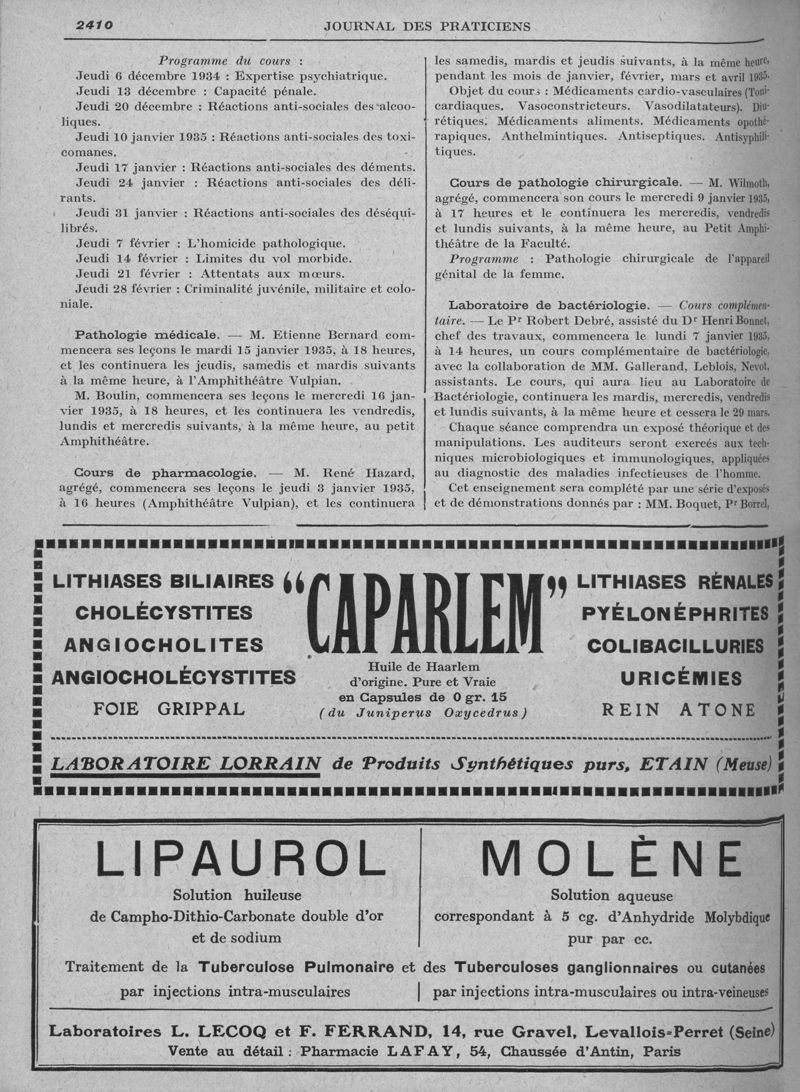 2410
JOURNAL DES PRATICIENS
Programme du cours :
Jeudi 6 décembre 1934 : Expertise psychiatrique.
Jeudi 13 décembre : Capacité pénale.
Jeudi 20 décembre : Réactions anti-sociales des alcoo-
liques.
Jeudi 10 janvier 1935 : Réactions anti-sociales des toxi-
comanes.
Jeudi 17 janvier : Réactions anti-sociales des déments.
Jeudi 24 janvier : Réactions anti-sociales des déli-
rants.
Jeudi 31 janvier : Réactions anti-sociales des déséqui-
librés.
Jeudi 7 février : L'homicide pathologique.
Jeudi 14 février : Limites du vol morbide.
Jeudi 21 février : Attentats aux mœurs.
Jeudi 28 février : Criminalité juvénile, militaire et colo-
niale.
Pathologie médicale. — M. Etienne Bernard com-
mencera ses leçons le mardi 15 janvier 1935, à 18 heures,
et les continuera les jeudis, samedis et mardis suivants
à la même heure, à l'Amphithéâtre Vulpian.
M. Boulin, commencera ses leçons le mercredi 16 jan-
vier 1935, à 18 heures, et les continuera les vendredis,
lundis et mercredis suivants, à la même heure, au petit
Amphithéâtre.
Cours de pharmacologie. — M. René Hazard,
agrégé, commencera ses leçons le jeudi 3 janvier 1935,
à 16 heures (Amphithéâtre Vulpian), et les continuera
les samedis, mardis et jeudis suivants, à la même heure,
pendant les mois de janvier, février, mars et avril 1935.
Objet du cours : Médicaments cardio-vasculaires (Toni-
cardiaques. Vasoconstricteurs. Vasodilatateurs). Diu-
rétiques. Médicaments aliments. Médicaments opothé-
rapiques. Anthelmintiques. Antiseptiques. Antisyphili-
tiques.
Cours de pathologie chirurgicale. — M. Wilmoth,
agrégé, commencera son cours le mercredi 9 janvier 1935,
à 17 heures et le continuera les mercredis, vendredis
et lundis suivants, à la même heure, au Petit Amphi-
théâtre de la Faculté.
Programme : Pathologie chirurgicale de l'appareil
génital de la femme.
Laboratoire de bactériologie. — Cours complémen-
taire. — Le Pr Robert Debré, assisté du Dr Henri Bonnet,
chef des travaux, commencera le lundi 7 janvier 1935,
à 14 heures, un cours complémentaire de bactériologie,
avec la collaboration de MM. Gallerand, Leblois, Nevot,
assistants. Le cours, qui aura lieu au Laboratoire de
Bactériologie, continuera les mardis, mercredis, vendredis
et lundis suivants, à la même heure et cessera le 29 mars.
Chaque séance comprendra un exposé théorique et des
manipulations. Les auditeurs seront exercés aux tech-
niques microbiologiques et immunologiques, appliquées
au diagnostic des maladies infectieuses de l'homme.
Cet enseignement sera complété par une série d'exposés
et de démonstrations donnés par : MM. Boquet, Pr Borrel,
LITHIASES BILIAIRES
CHOLÉCYSTITES
ANGIOCHOLITES
ANGIOCHOLÉCYSTITES
FOIE GRIPPAL
“CAPARLEM”
Huile de Haarlem
d'origine. Pure et Vraie
en Capsules de 0 gr. 15
(du Juniperus Oxycedrus)
LITHIASES RÉNALES
PYÉLONÉPHRITES
COLIBACILLURIES
URICÉMIES
REIN ATONE
LABORATOIRE LORRAIN de Produits Synthétiques purs, ETAIN (Meuse)
LIPAUROL
Solution huileuse
de Campho-Dithio-Carbonate double d'or
et de sodium
MOLÈNE
Solution aqueuse
correspondant à 5 cg. d'Anhydride Molybdique
pur par cc.
Traitement de la Tuberculose Pulmonaire et des Tuberculoses ganglionnaires ou cutanées
par injections intra-musculaires | par injections intra-musculaires ou intra-veineuses
Laboratoires L. LECOQ et F. FERRAND, 14, rue Gravel, Levallois-Perret (Seine)
Vente au détail : Pharmacie LAFAY, 54, Chaussée d'Antin, Paris